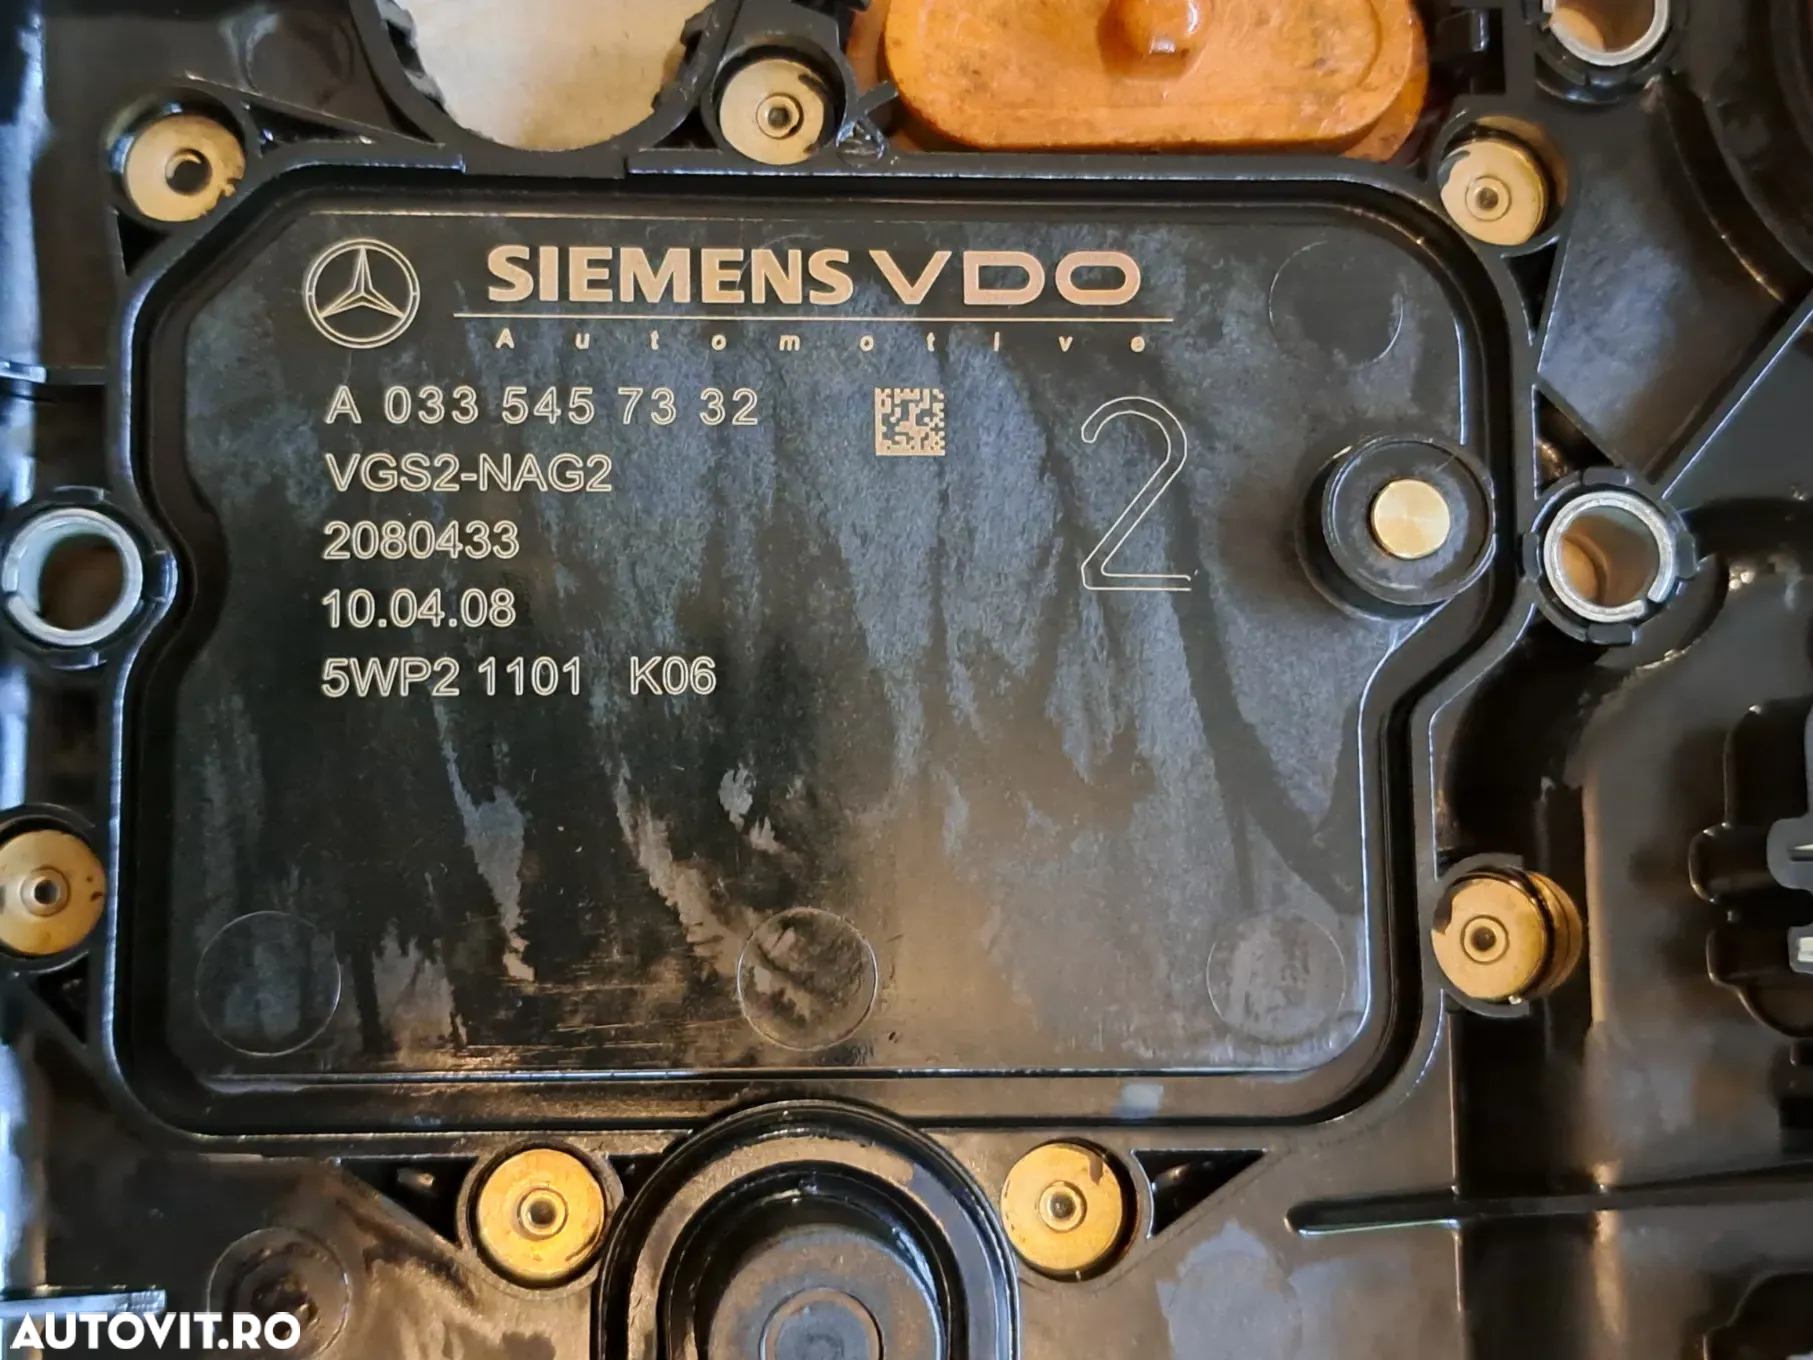 SIEMENS VDO
Automotive
A 033 545 73 32
VGS2-NAG2
2
2080433
10.04.08
5WP2 1101 K06
AUTOVIT.RO